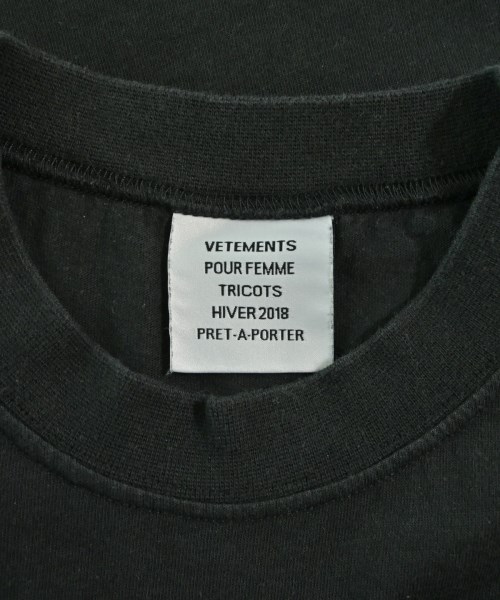 VETEMENTS
POUR FEMME
TRICOTS
HIVER 2018
PRET-A-PORTER